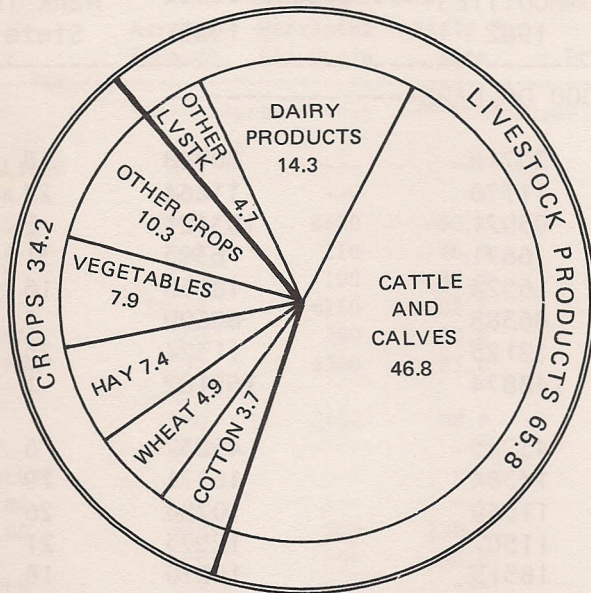 LIVESTOCK PRODUCTS 65.8
CROPS 34.2
OTHER
LVSTK
4.7
DAIRY
PRODUCTS
14.3
OTHER CROPS
10.3
VEGETABLES
7.9
HAY 7.4
WHEAT 4.9
COTTON 3.7
CATTLE
AND
CALVES
46.8